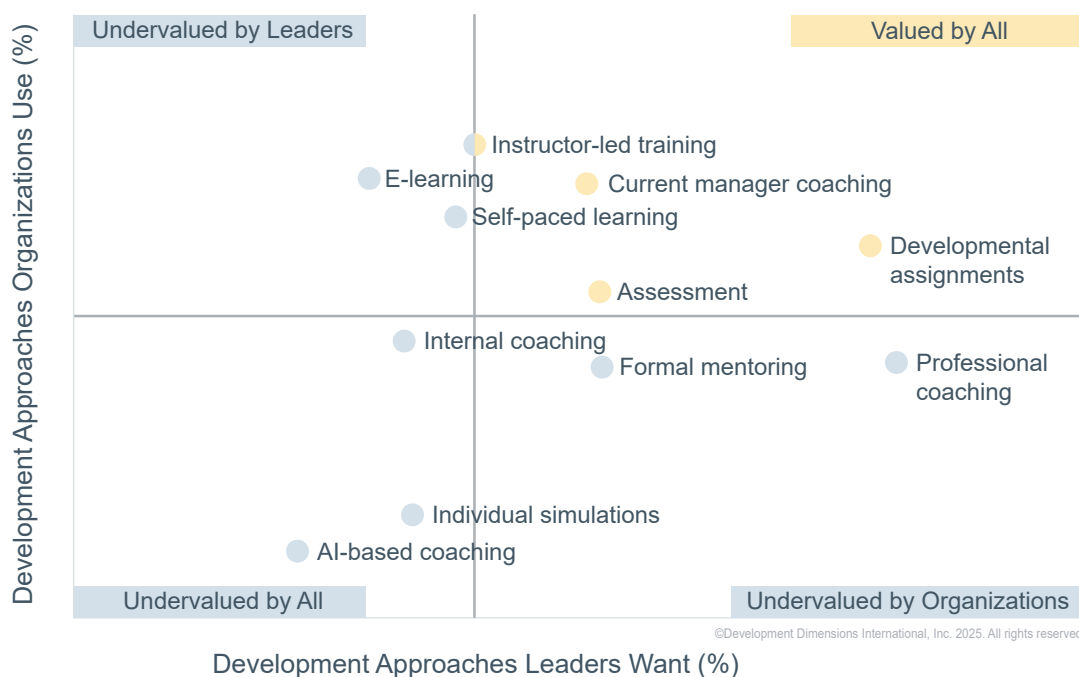 Undervalued by Leaders
Valued by All
Development Approaches Organizations Use (%)
Instructor-led training
E-learning
Current manager coaching
Self-paced learning
Developmental
assignments
Assessment
Internal coaching
Formal mentoring
Professional
coaching
Individual simulations
AI-based coaching
Undervalued by All
Undervalued by Organizations
©Development Dimensions International, Inc. 2025. All rights reserved
Development Approaches Leaders Want (%)